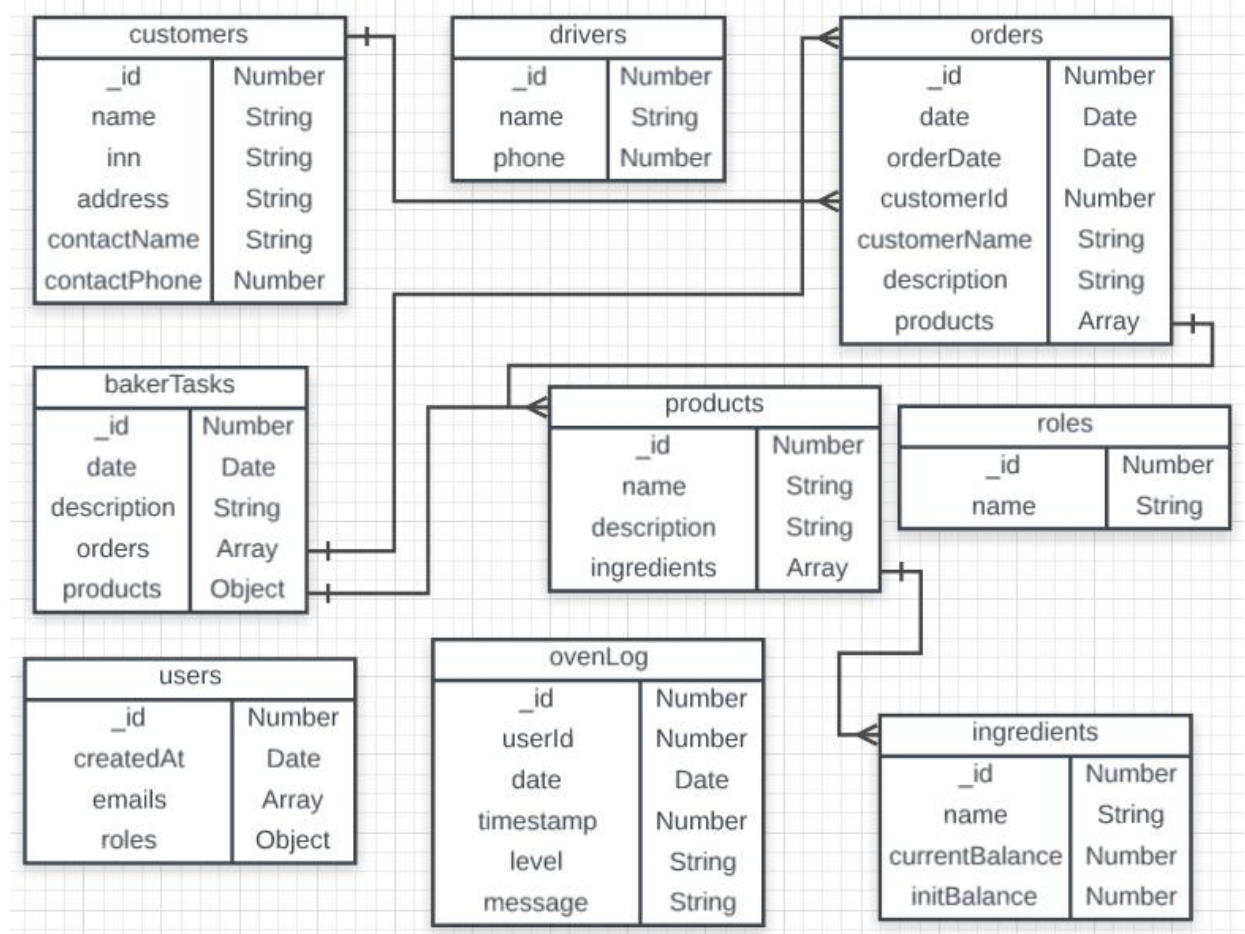 customers
_id Number
name String
inn String
address String
contactName String
contactPhone Number
drivers
_id Number
name String
phone Number
orders
_id Number
date Date
orderDate Date
customerId Number
customerName String
description String
products Array
bakerTasks
_id Number
date Date
description String
orders Array
products Object
products
_id Number
name String
description String
ingredients Array
roles
_id Number
name String
users
_id Number
createdAt Date
emails Array
roles Object
ovenLog
_id Number
userId Number
date Date
timestamp Number
level String
message String
ingredients
_id Number
name String
currentBalance Number
initBalance Number